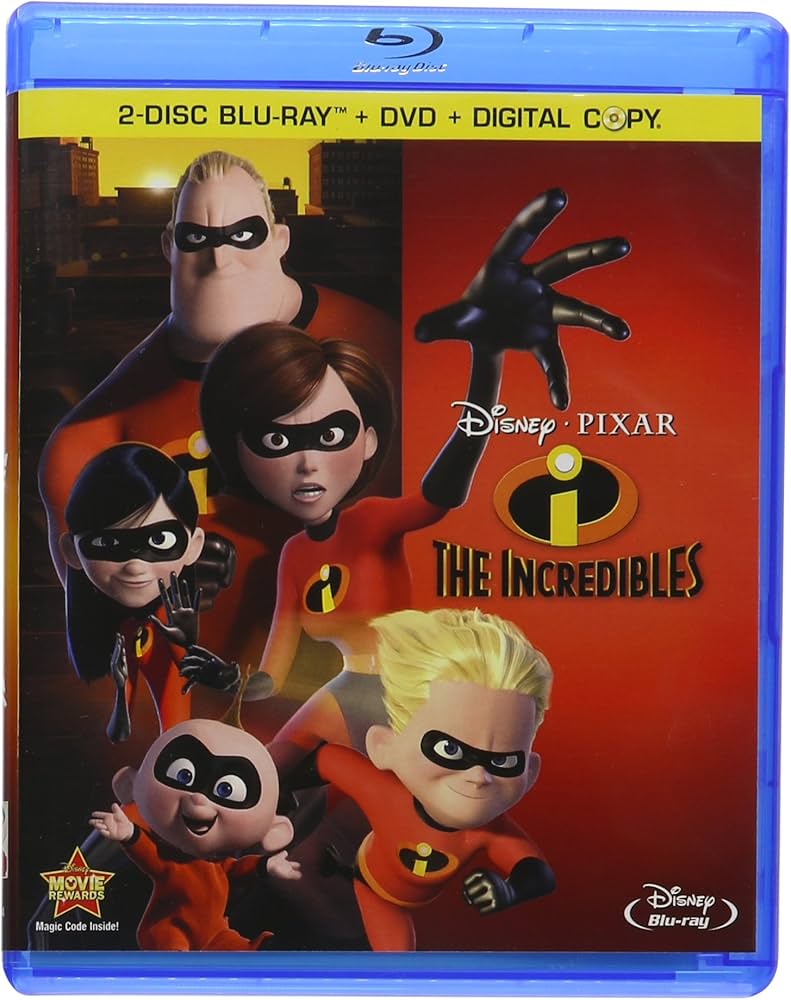 Blu-ray Disc
2-DISC BLU-RAY™ + DVD + DIGITAL COPY®
Disney · PIXAR
i
THE INCREDIBLES
Disney
MOVIE
REWARDS
Magic Code Inside!
Disney
Blu-ray